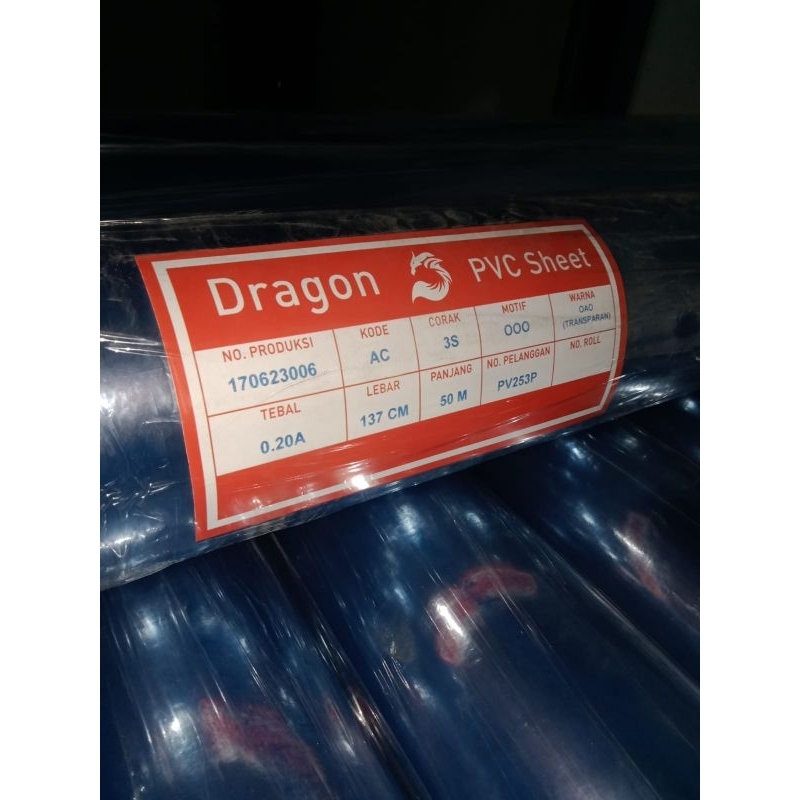 Dragon PVC Sheet
NO. PRODUKSI KODE CORAK MOTIF WARNA
170623006 AC 3S OOO OAO
(TRANSPARAN)
TEBAL LEBAR PANJANG NO. PELANGGAN NO. ROLL
0.20A 137 CM 50 M PV253P